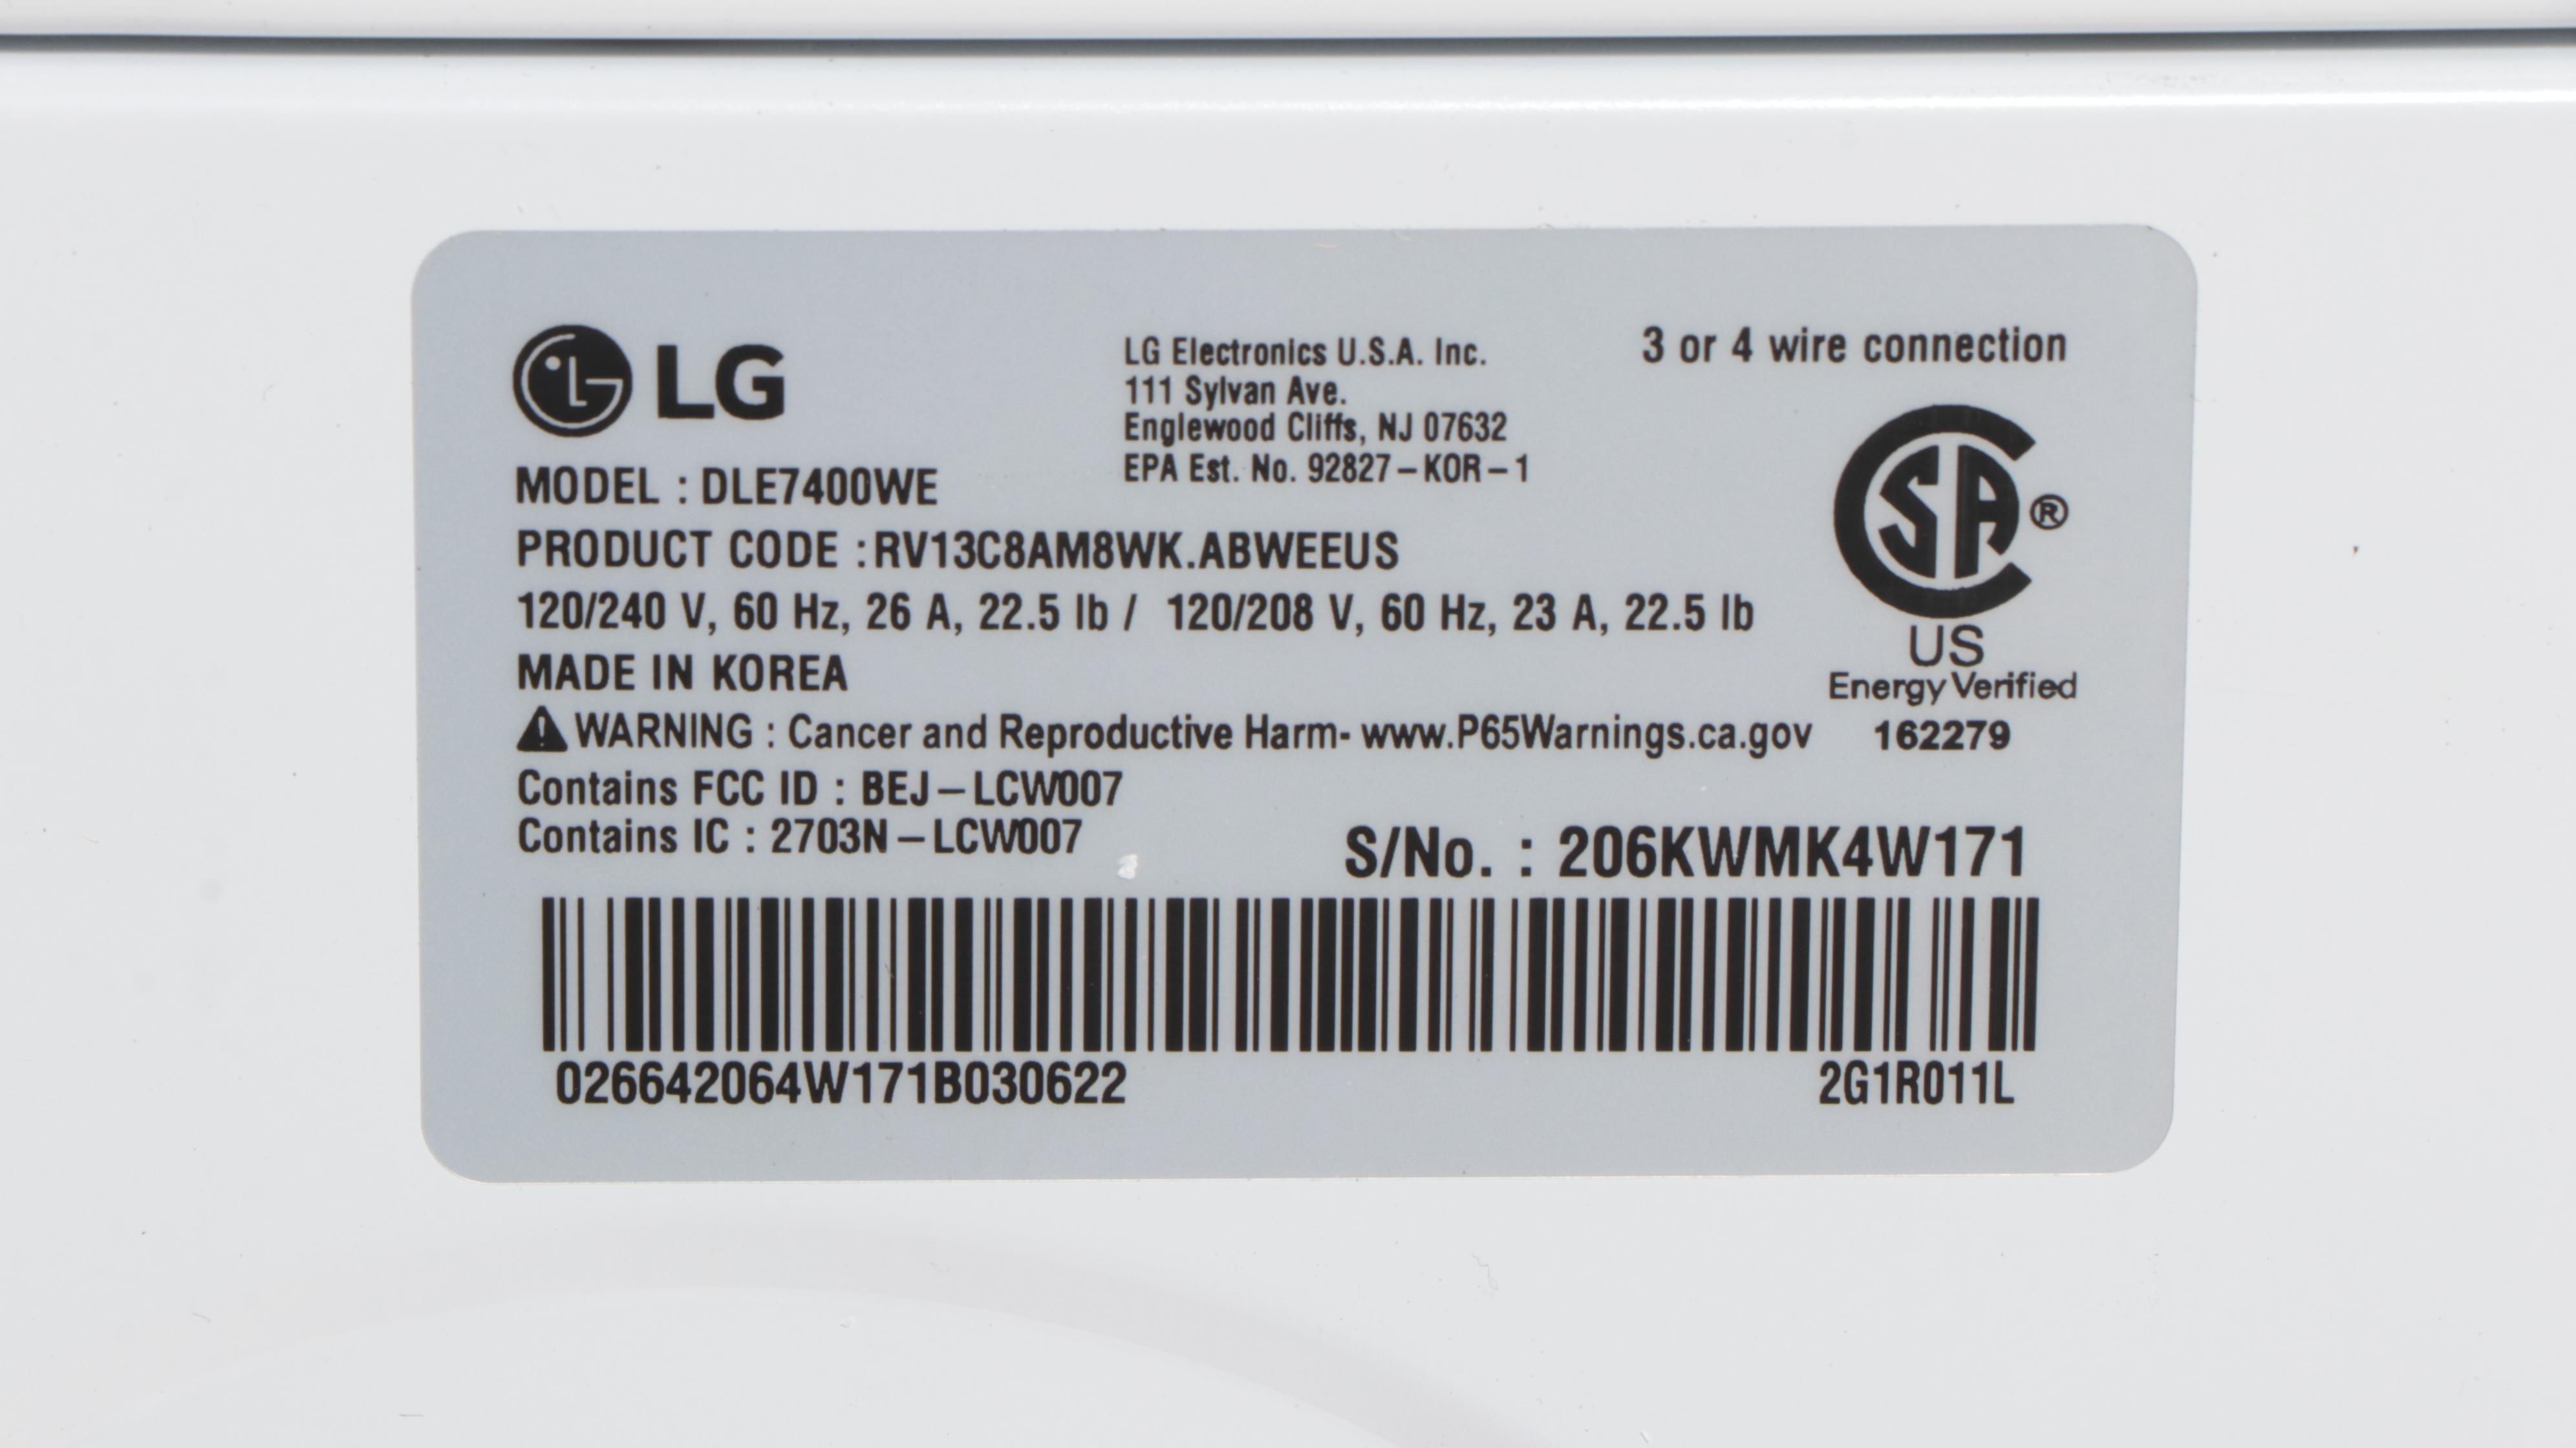 LG
LG Electronics U.S.A. Inc.
111 Sylvan Ave.
Englewood Cliffs, NJ 07632
EPA Est. No. 92827-KOR-1
3 or 4 wire connection
MODEL : DLE7400WE
PRODUCT CODE :RV13C8AM8WK.ABWEEUS
120/240 V, 60 Hz, 26 A, 22.5 lb / 120/208 V, 60 Hz, 23 A, 22.5 lb
MADE IN KOREA
CSA ®
US
Energy Verified
162279
⚠ WARNING : Cancer and Reproductive Harm- www.P65Warnings.ca.gov
Contains FCC ID : BEJ-LCW007
Contains IC : 2703N-LCW007
S/No. : 206KWMK4W171
026642064W171B030622
2G1R011L